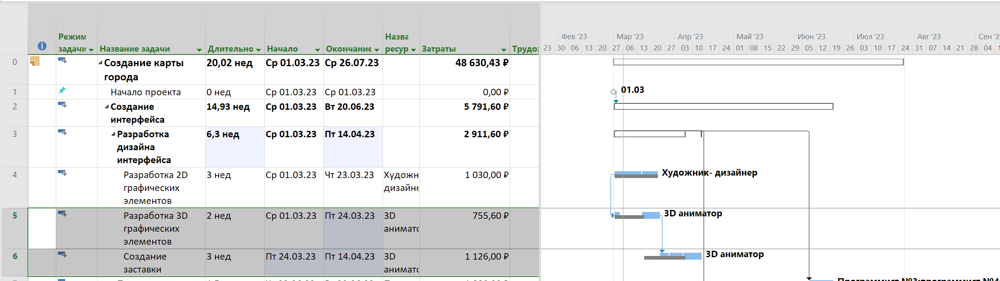 Режим задачи Название задачи Длительно Начало Окончание Назва ресур Затраты Трудоз
Фев '23 Мар '23 Апр '23 Май '23 Июн '23 Июл '23 Авг '23 Сен '2
23 30 06 13 20 27 06 13 20 27 03 10 17 24 01 08 15 22 29 05 12 19 26 03 10 17 24 31 07 14 21 28 04 1
0 Создание карты города 20,02 нед Ср 01.03.23 Ср 26.07.23 48 630,43 ₽
1 Начало проекта 0 нед Ср 01.03.23 Ср 01.03.23 0,00 ₽
01.03
2 Создание интерфейса 14,93 нед Ср 01.03.23 Вт 20.06.23 5 791,60 ₽
3 Разработка дизайна интерфейса 6,3 нед Ср 01.03.23 Пт 14.04.23 2 911,60 ₽
4 Разработка 2D графических элементов 3 нед Ср 01.03.23 Чт 23.03.23 Художн дизайне 1 030,00 ₽
Художник- дизайнер
5 Разработка 3D графических элементов 2 нед Ср 01.03.23 Пт 24.03.23 3D анимато 755,60 ₽
3D аниматор
6 Создание заставки 3 нед Пт 24.03.23 Пт 14.04.23 3D анимато 1 126,00 ₽
3D аниматор
Программист №3;программист №4